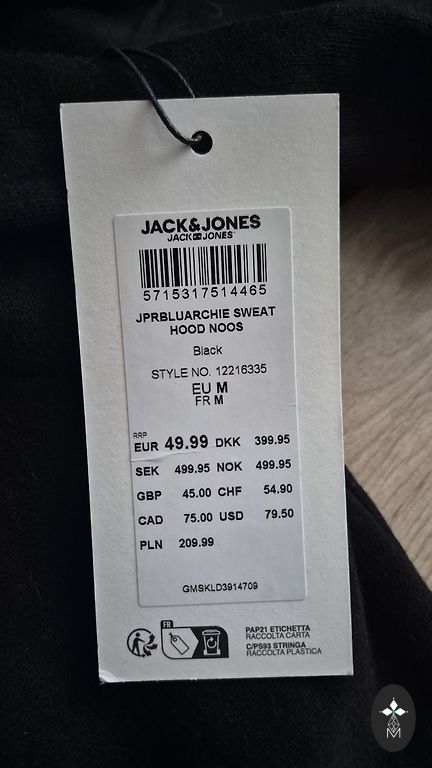 JACK&JONES
JACK JONES
5715317514465
JPRBLUARCHIE SWEAT
HOOD NOOS
Black
STYLE NO. 12216335
EU M
FR M
RRP
EUR 49.99 DKK 399.95
SEK 499.95 NOK 499.95
GBP 45.00 CHF 54.90
CAD 75.00 USD 79.50
PLN 209.99
GMSKLD3914709
FR
PAP21 ETICHETTA
RACCOLTA CARTA
C/PS93 STRINGA
RACCOLTA PLASTICA
M